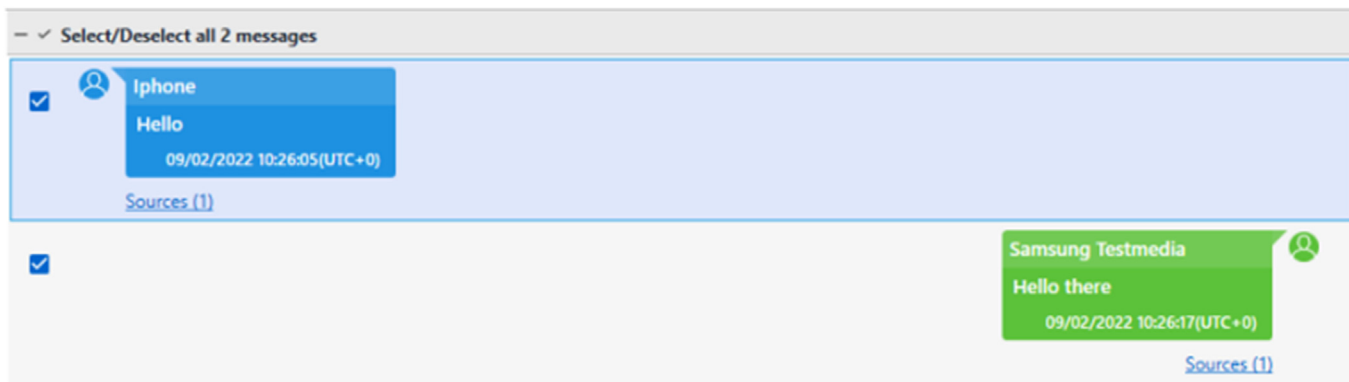 Select/Deselect all 2 messages
Iphone
Hello
09/02/2022 10:26:05(UTC+0)
Sources (1)
Samsung Testmedia
Hello there
09/02/2022 10:26:17(UTC+0)
Sources (1)